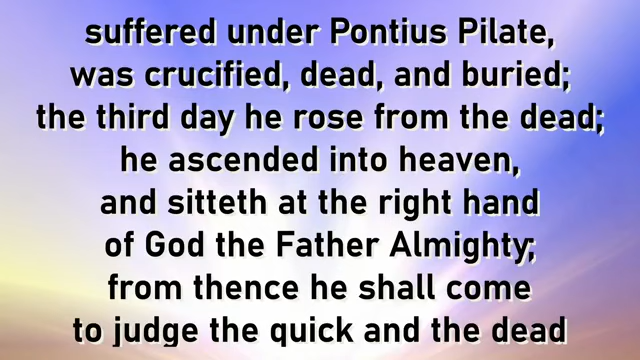 suffered under Pontius Pilate,
was crucified, dead, and buried;
the third day he rose from the dead;
he ascended into heaven,
and sitteth at the right hand
of God the Father Almighty;
from thence he shall come
to judge the quick and the dead